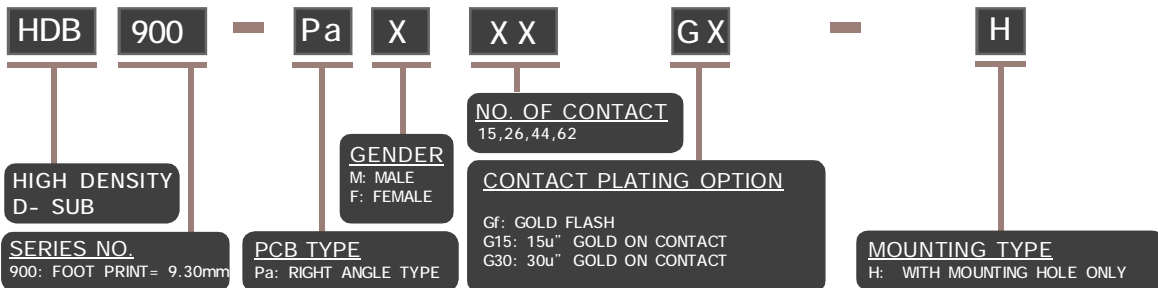 HDB 900 - Pa X XX GX - H
NO. OF CONTACT
15,26,44,62
GENDER
M: MALE
F: FEMALE
HIGH DENSITY
D- SUB
CONTACT PLATING OPTION
Gf: GOLD FLASH
G15: 15u" GOLD ON CONTACT
G30: 30u" GOLD ON CONTACT
SERIES NO.
900: FOOT PRINT= 9.30mm
PCB TYPE
Pa: RIGHT ANGLE TYPE
MOUNTING TYPE
H: WITH MOUNTING HOLE ONLY